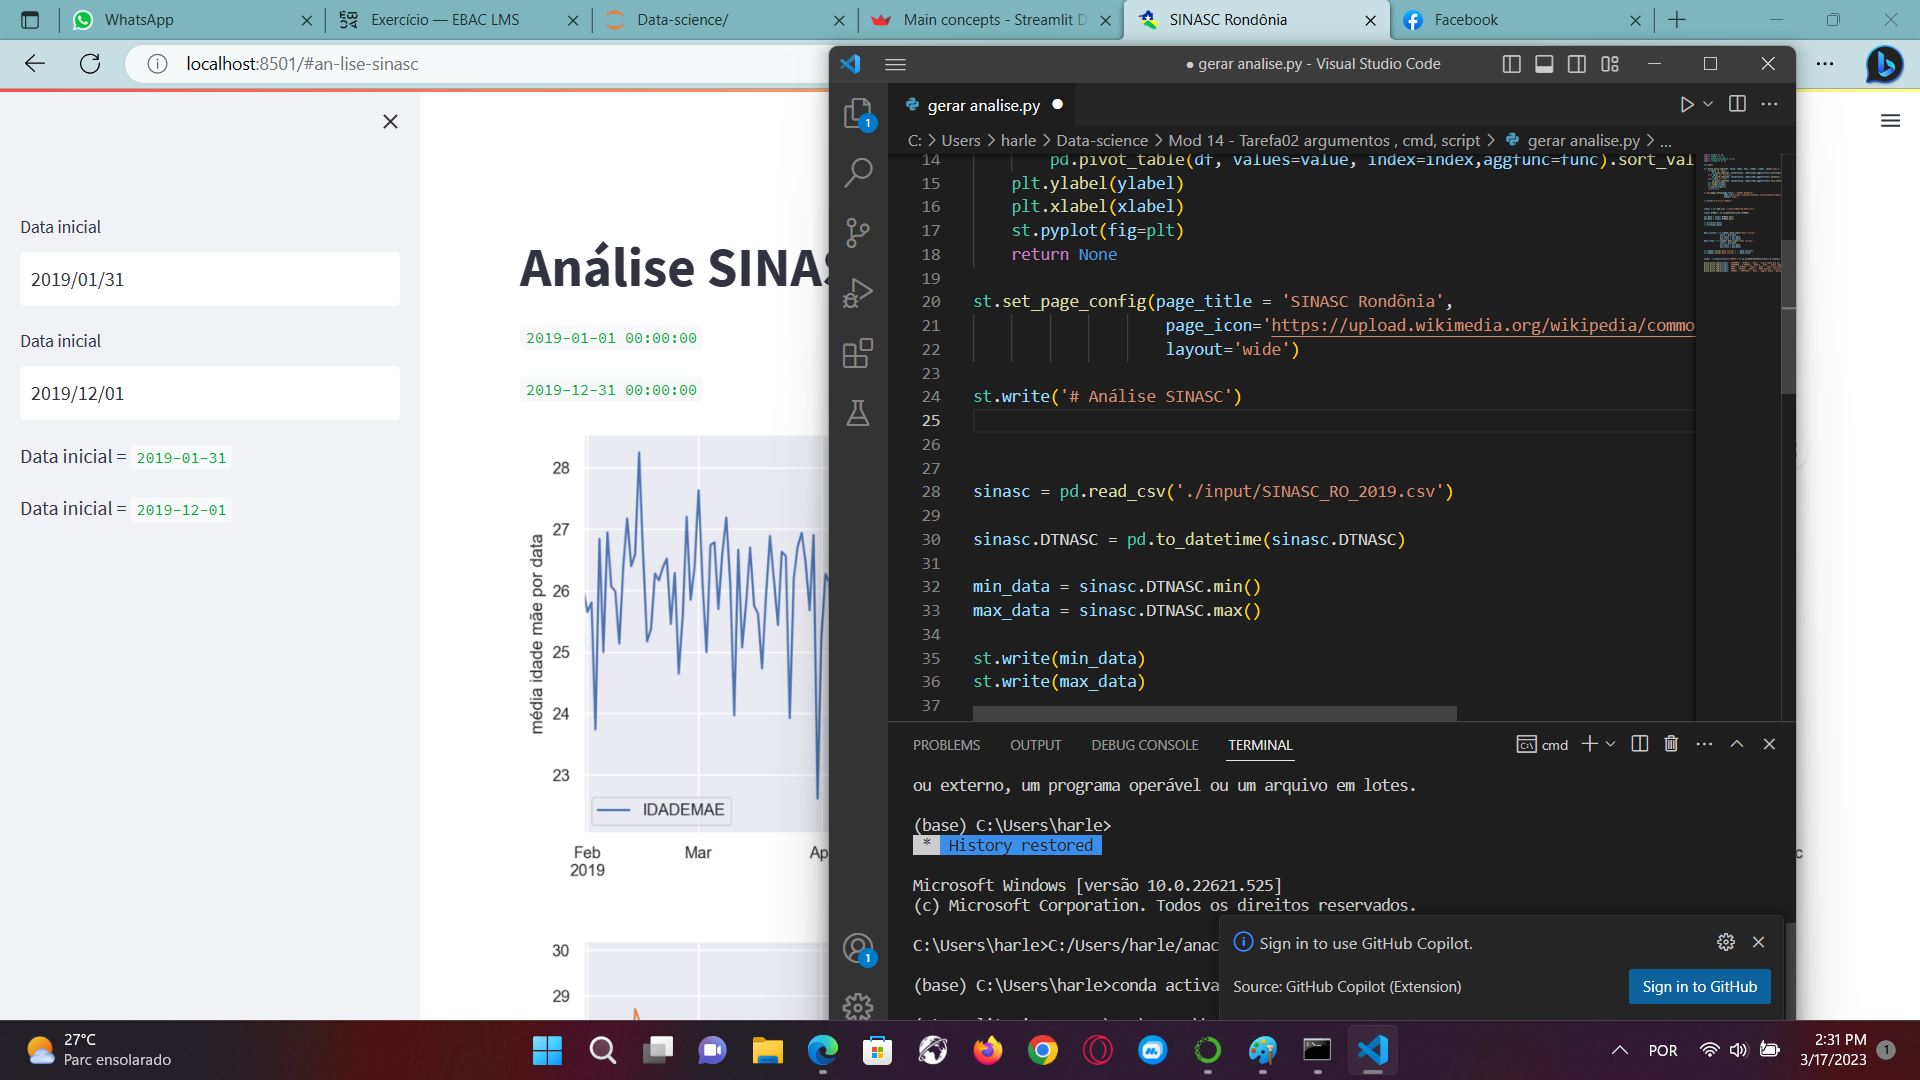 WhatsApp
Exercício — EBAC LMS
Data-science/
Main concepts - Streamlit D
SINASC Rondônia
Facebook
localhost:8501/#an-lise-sinasc
Data inicial
2019/01/31
Data inicial
2019/12/01
Data inicial = 2019-01-31
Data inicial = 2019-12-01
Análise SINAS
2019-01-01 00:00:00
2019-12-31 00:00:00
média idade mãe por data
28
27
26
25
24
23
IDADEMAE
Feb
2019
Mar
Ap
30
29
● gerar analise.py - Visual Studio Code
1
gerar analise.py
C: > Users > harle > Data-science > Mod 14 - Tarefa02 argumentos , cmd, script > gerar analise.py > ...
14 pd.pivot_table(df, values=value, index=index,aggfunc=func).sort_val
15 plt.ylabel(ylabel)
16 plt.xlabel(xlabel)
17 st.pyplot(fig=plt)
18 return None
19
20 st.set_page_config(page_title = 'SINASC Rondônia',
21 page_icon='https://upload.wikimedia.org/wikipedia/commo
22 layout='wide')
23
24 st.write('# Análise SINASC')
25
26
27
28 sinasc = pd.read_csv('./input/SINASC_RO_2019.csv')
29
30 sinasc.DTNASC = pd.to_datetime(sinasc.DTNASC)
31
32 min_data = sinasc.DTNASC.min()
33 max_data = sinasc.DTNASC.max()
34
35 st.write(min_data)
36 st.write(max_data)
37
PROBLEMS OUTPUT DEBUG CONSOLE TERMINAL cmd
ou externo, um programa operável ou um arquivo em lotes.
(base) C:\Users\harle>
* History restored
Microsoft Windows [versão 10.0.22621.525]
(c) Microsoft Corporation. Todos os direitos reservados.
C:\Users\harle>C:/Users/harle/anac
(base) C:\Users\harle>conda activa
1
Sign in to use GitHub Copilot.
Source: GitHub Copilot (Extension)
Sign in to GitHub
27°C
Parc ensolarado
POR
2:31 PM
3/17/2023
1